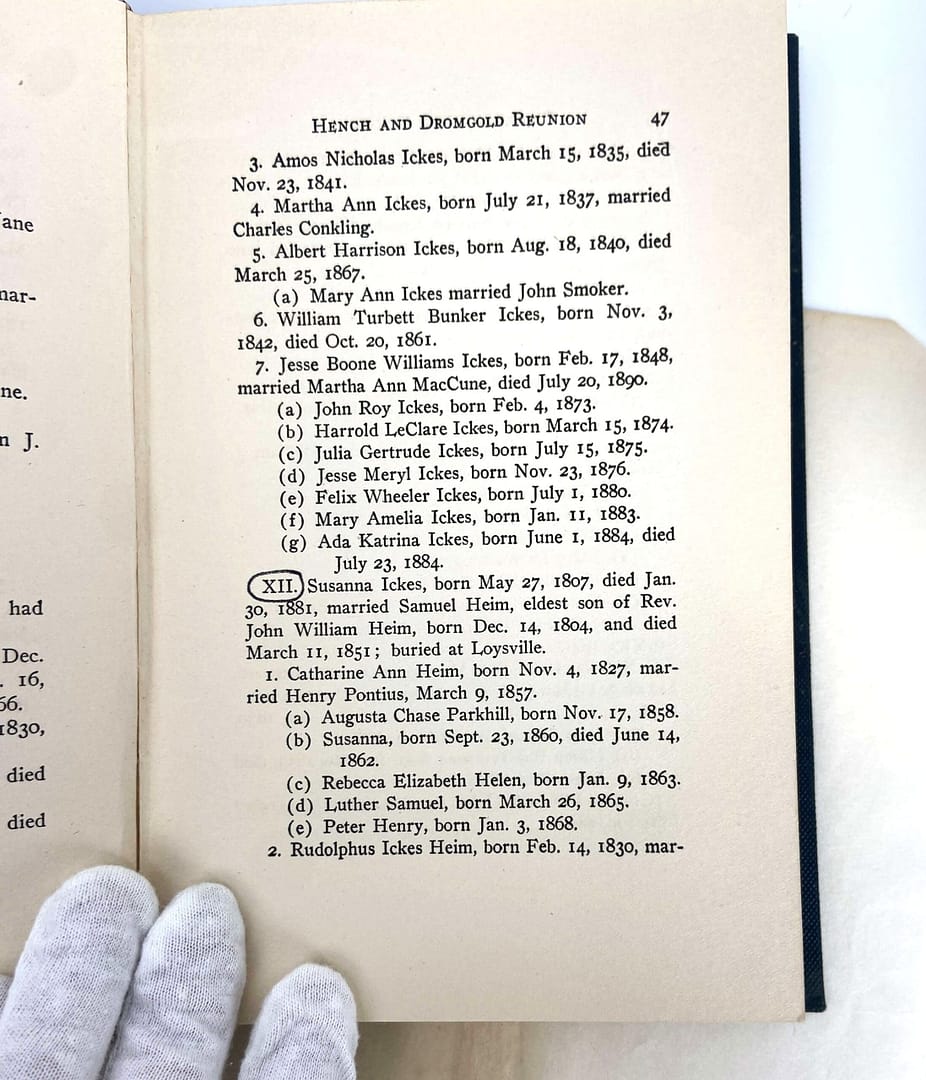 ane
nar-
ne.
n J.
had
Dec.
16,
66.
1830,
died
died
HENCH AND DROMGOLD REUNION 47
3. Amos Nicholas Ickes, born March 15, 1835, died
Nov. 23, 1841.
4. Martha Ann Ickes, born July 21, 1837, married
Charles Conkling.
5. Albert Harrison Ickes, born Aug. 18, 1840, died
March 25, 1867.
(a) Mary Ann Ickes married John Smoker.
6. William Turbett Bunker Ickes, born Nov. 3,
1842, died Oct. 20, 1861.
7. Jesse Boone Williams Ickes, born Feb. 17, 1848,
married Martha Ann MacCune, died July 20, 1890.
(a) John Roy Ickes, born Feb. 4, 1873.
(b) Harrold LeClare Ickes, born March 15, 1874.
(c) Julia Gertrude Ickes, born July 15, 1875.
(d) Jesse Meryl Ickes, born Nov. 23, 1876.
(e) Felix Wheeler Ickes, born July 1, 1880.
(f) Mary Amelia Ickes, born Jan. 11, 1883.
(g) Ada Katrina Ickes, born June 1, 1884, died
July 23, 1884.
XII. Susanna Ickes, born May 27, 1807, died Jan.
30, 1881, married Samuel Heim, eldest son of Rev.
John William Heim, born Dec. 14, 1804, and died
March 11, 1851; buried at Loysville.
1. Catharine Ann Heim, born Nov. 4, 1827, mar-
ried Henry Pontius, March 9, 1857.
(a) Augusta Chase Parkhill, born Nov. 17, 1858.
(b) Susanna, born Sept. 23, 1860, died June 14,
1862.
(c) Rebecca Elizabeth Helen, born Jan. 9, 1863.
(d) Luther Samuel, born March 26, 1865.
(e) Peter Henry, born Jan. 3, 1868.
2. Rudolphus Ickes Heim, born Feb. 14, 1830, mar-